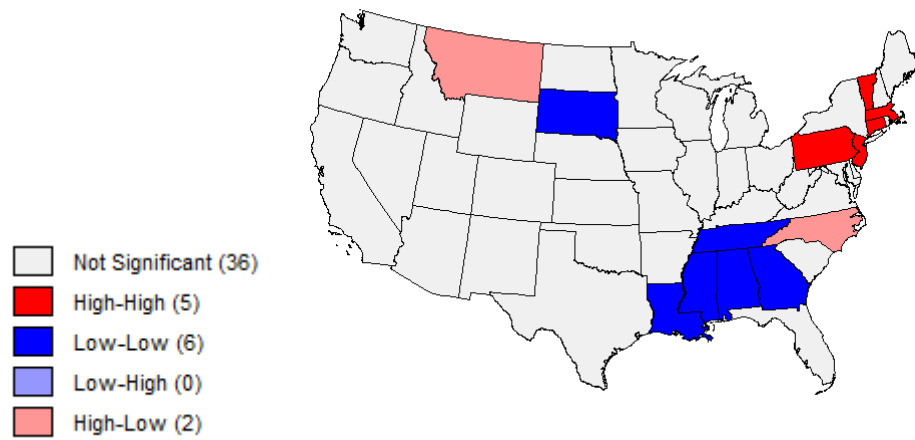 Not Significant (36)
High-High (5)
Low-Low (6)
Low-High (0)
High-Low (2)